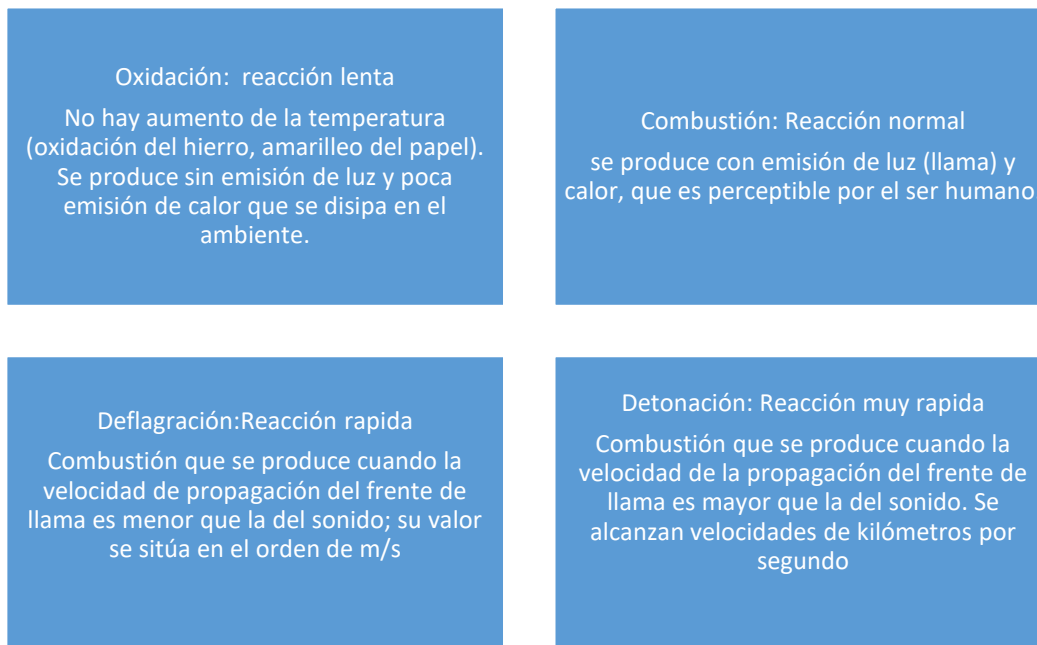 Oxidación:  reacción lenta
No hay aumento de la temperatura
(oxidación del hierro, amarilleo del papel).
Se produce sin emisión de luz y poca
emisión de calor que se disipa en el
ambiente.
Combustión: Reacción normal
se produce con emisión de luz (llama) y
calor, que es perceptible por el ser humano.
Deflagración:Reacción rapida
Combustión que se produce cuando la
velocidad de propagación del frente de
llama es menor que la del sonido; su valor
se sitúa en el orden de m/s
Detonación: Reacción muy rapida
Combustión que se produce cuando la
velocidad de la propagación del frente de
llama es mayor que la del sonido. Se
alcanzan velocidades de kilómetros por
segundo